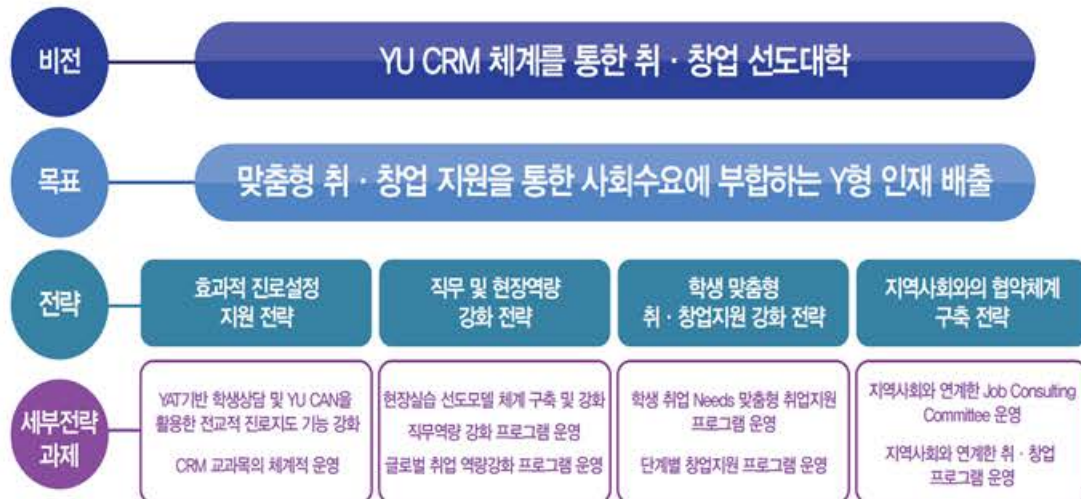 비전
YU CRM 체계를 통한 취 · 창업 선도대학
목표
맞춤형 취 · 창업 지원을 통한 사회수요에 부합하는 Y형 인재 배출
전략
효과적 진로설정
지원 전략
직무 및 현장역량
강화 전략
학생 맞춤형
취 · 창업지원 강화 전략
지역사회와의 협약체계
구축 전략
세부전략
과제
YAT기반 학생상담 및 YU CAN을
활용한 전교적 진로지도 기능 강화
CRM 교과목의 체계적 운영
현장실습 선도모델 체계 구축 및 강화
직무역량 강화 프로그램 운영
글로벌 취업 역량강화 프로그램 운영
학생 취업 Needs 맞춤형 취업지원
프로그램 운영
단계별 창업지원 프로그램 운영
지역사회와 연계한 Job Consulting
Committee 운영
지역사회와 연계한 취 · 창업
프로그램 운영